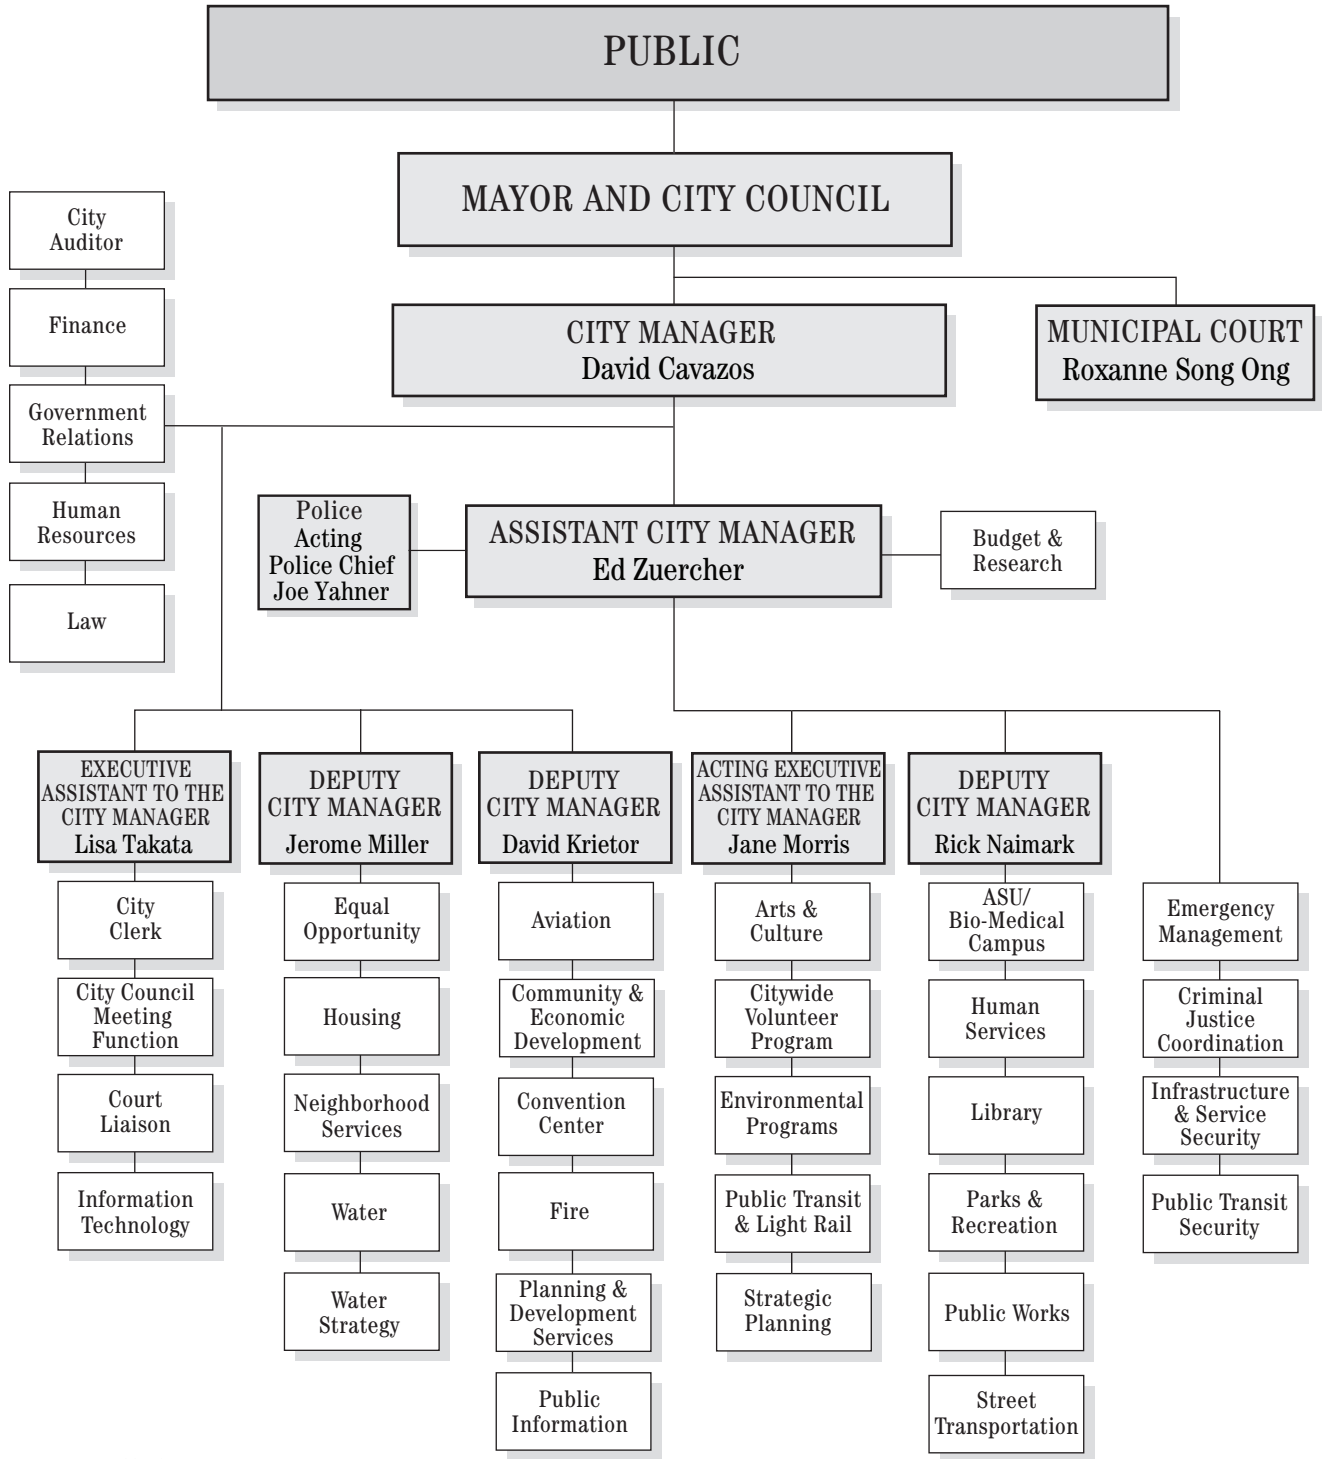 PUBLIC
MAYOR AND CITY COUNCIL
City
Auditor
Finance
Government
Relations
Human
Resources
Law
CITY MANAGER
David Cavazos
MUNICIPAL COURT
Roxanne Song Ong
Police
Acting
Police Chief
Joe Yahner
ASSISTANT CITY MANAGER
Ed Zuercher
Budget &
Research
EXECUTIVE
ASSISTANT TO THE
CITY MANAGER
Lisa Takata
City
Clerk
City Council
Meeting
Function
Court
Liaison
Information
Technology
DEPUTY
CITY MANAGER
Jerome Miller
Equal
Opportunity
Housing
Neighborhood
Services
Water
Water
Strategy
DEPUTY
CITY MANAGER
David Krietor
Aviation
Community &
Economic
Development
Convention
Center
Fire
Planning &
Development
Services
Public
Information
ACTING EXECUTIVE
ASSISTANT TO THE
CITY MANAGER
Jane Morris
Arts &
Culture
Citywide
Volunteer
Program
Environmental
Programs
Public Transit
& Light Rail
Strategic
Planning
DEPUTY
CITY MANAGER
Rick Naimark
ASU/
Bio-Medical
Campus
Human
Services
Library
Parks &
Recreation
Public Works
Street
Transportation
Emergency
Management
Criminal
Justice
Coordination
Infrastructure
& Service
Security
Public Transit
Security